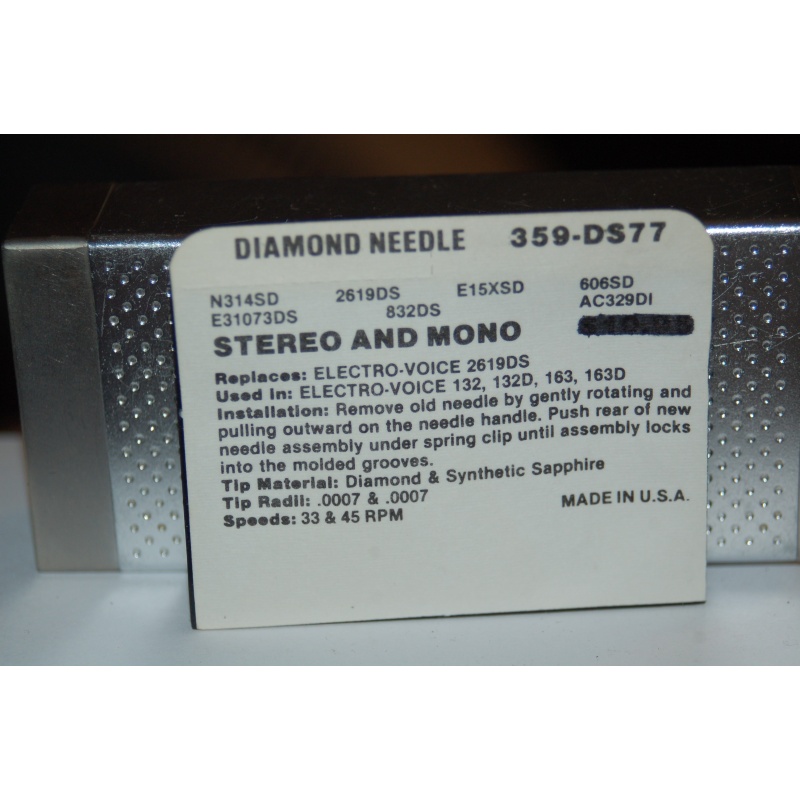 DIAMOND NEEDLE 359-DS77
N314SD 2619DS E15XSD 606SD
E31073DS 832DS AC329DI
STEREO AND MONO
Replaces: ELECTRO-VOICE 2619DS
Used In: ELECTRO-VOICE 132, 132D, 163, 163D
Installation: Remove old needle by gently rotating and
pulling outward on the needle handle. Push rear of new
needle assembly under spring clip until assembly locks
into the molded grooves.
Tip Material: Diamond & Synthetic Sapphire
Tip Radii: .0007 & .0007
Speeds: 33 & 45 RPM MADE IN U.S.A.